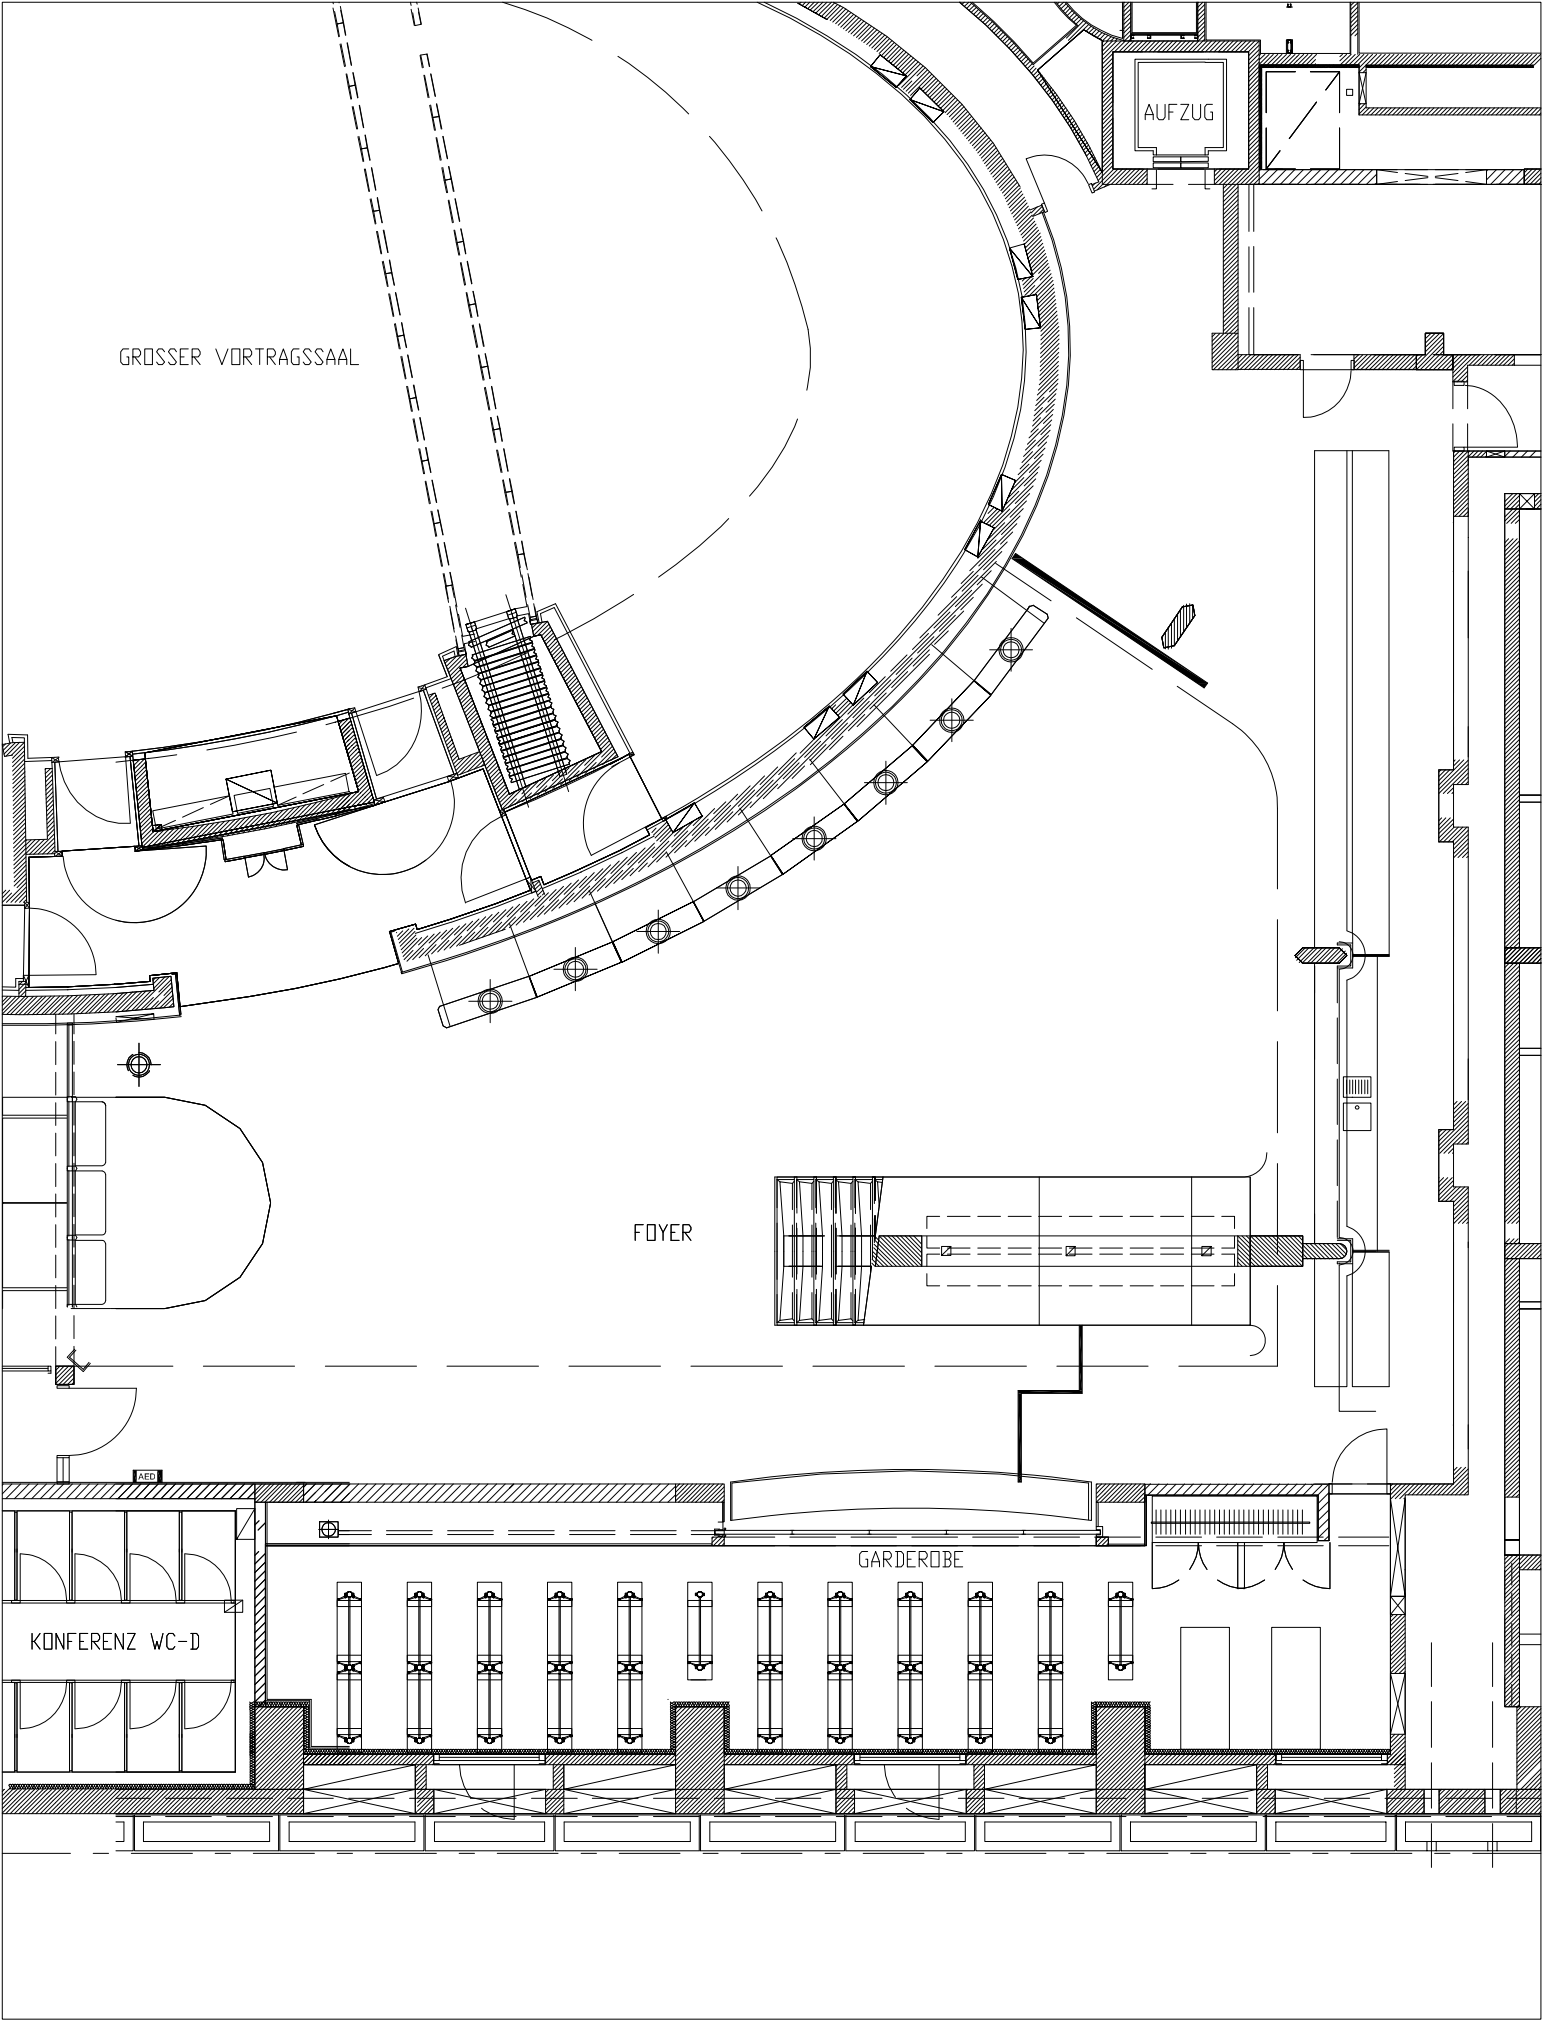 AUFZUG
GROSSER VORTRAGSSAAL
FOYER
AED
GARDEROBE
KONFERENZ WC-D